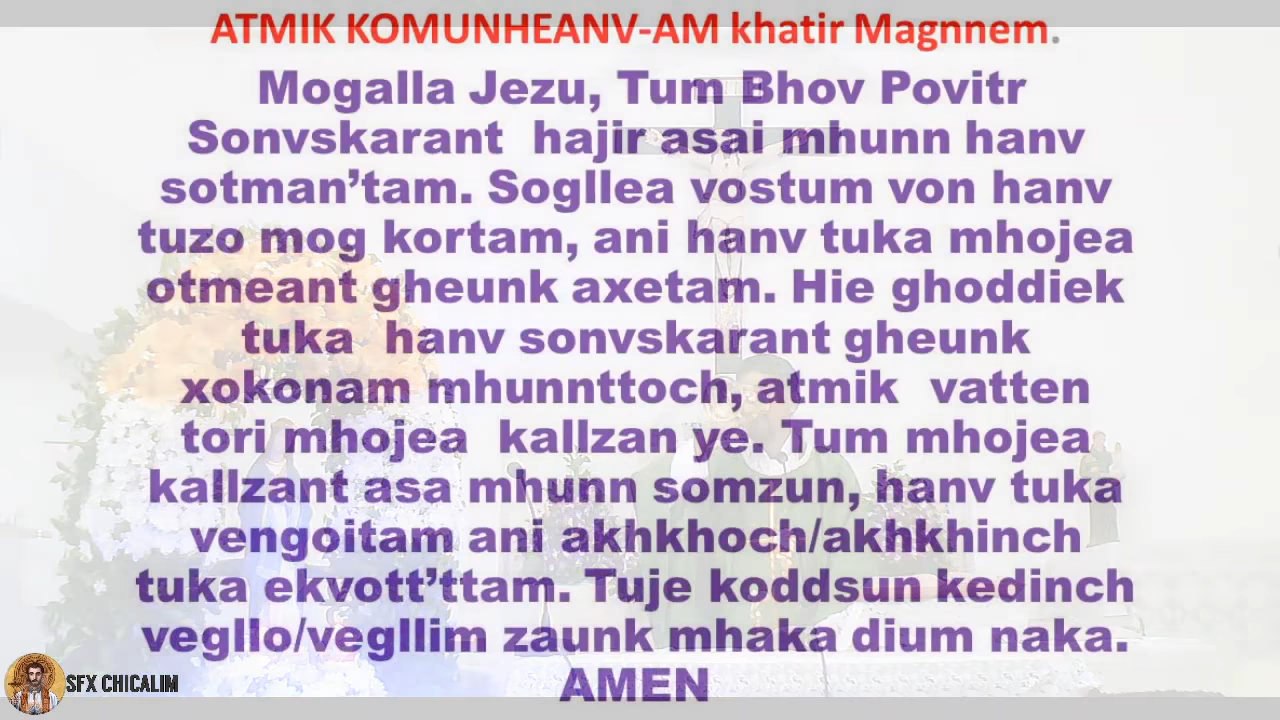 ATMIK KOMUNHEANV-AM khatir Magnnem.
Mogalla Jezu, Tum Bhov Povitr
Sonvskarant hajir asai mhunn hanv
sotman’tam. Sogllea vostum von hanv
tuzo mog kortam, ani hanv tuka mhojea
otmeant gheunk axetam. Hie ghoddiek
tuka hanv sonvskarant gheunk
xokonam mhunnttoch, atmik vatten
tori mhojea kallzan ye. Tum mhojea
kallzant asa mhunn somzun, hanv tuka
vengoitam ani akhkhoch/akhkhinch
tuka ekvott’ttam. Tuje koddsun kedinch
vegllo/vegllim zaunk mhaka dium naka.
AMEN
SFX CHICALIM